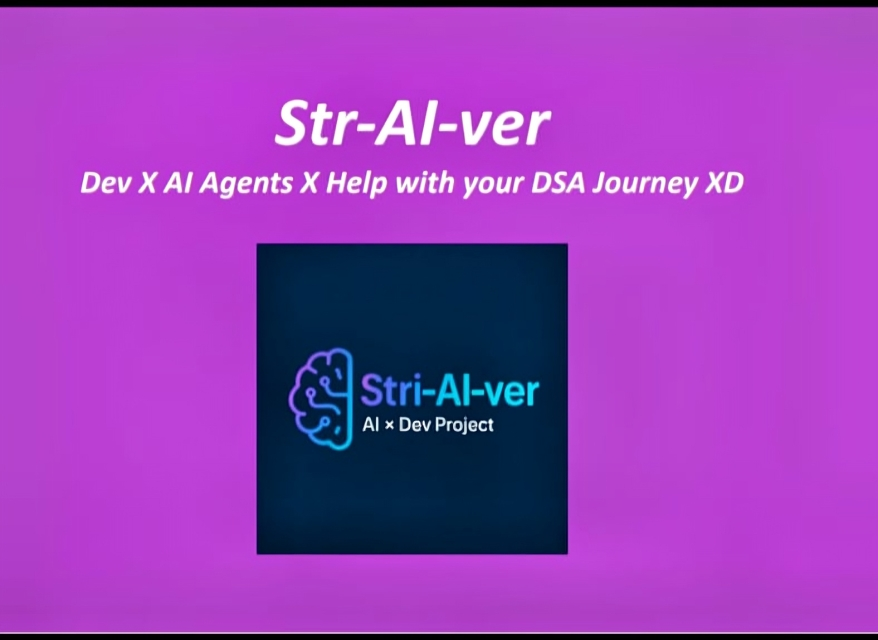 Str-AI-ver
Dev X AI Agents X Help with your DSA Journey XD
Stri-AI-ver
AI × Dev Project